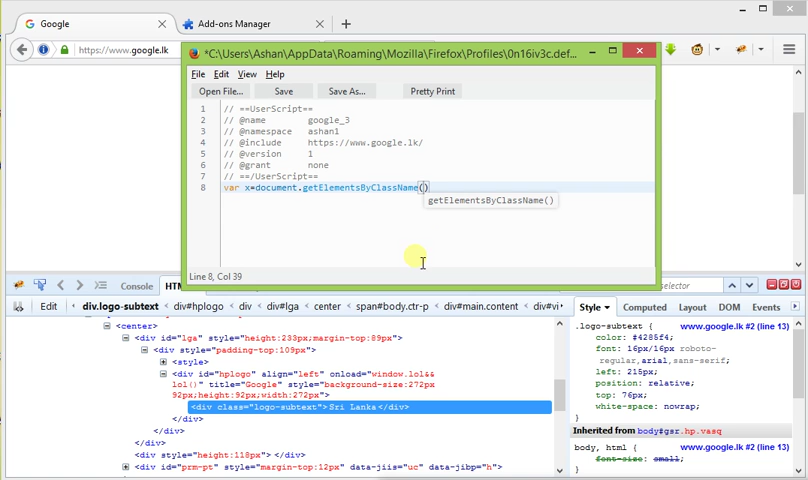 Google
Add-ons Manager
https://www.google.lk
*C:\Users\Ashan\AppData\Roaming\Mozilla\Firefox\Profiles\0n16iv3c.def...
File Edit View Help
Open File... Save Save As... Pretty Print
1 // ==UserScript==
2 // @name google_3
3 // @namespace ashan1
4 // @include https://www.google.lk/
5 // @version 1
6 // @grant none
7 // ==/UserScript==
8 var x=document.getElementsByClassName()
getElementsByClassName()
Line 8, Col 39
Console
selector
Edit div.logo-subtext < div#hplogo < div < div#lga < center < span#body.ctr-p < div#main.content < div#vi
Style Computed Layout DOM Events
<center>
<div id="lga" style="height:233px;margin-top:89px">
<div style="padding-top:109px">
<style>
<div id="hplogo" align="left" onload="window.lol&&
lol()" title="Google" style="background-size:272px
92px;height:92px;width:272px">
<div class="logo-subtext">Sri Lanka</div>
</div>
</div>
</div>
<div style="height:118px"></div>
<div id="prm-pt" style="margin-top:12px" data-jiis="uc" data-jibp="h">
.logo-subtext { www.google.lk #2 (line 13)
color: #4285f4;
font: 16px/16px roboto-
regular,arial,sans-serif;
left: 215px;
position: relative;
top: 76px;
white-space: nowrap;
}
Inherited from body#gsr.hp.vasq
body, html { www.google.lk #2 (line 13)
font-size: small;
}